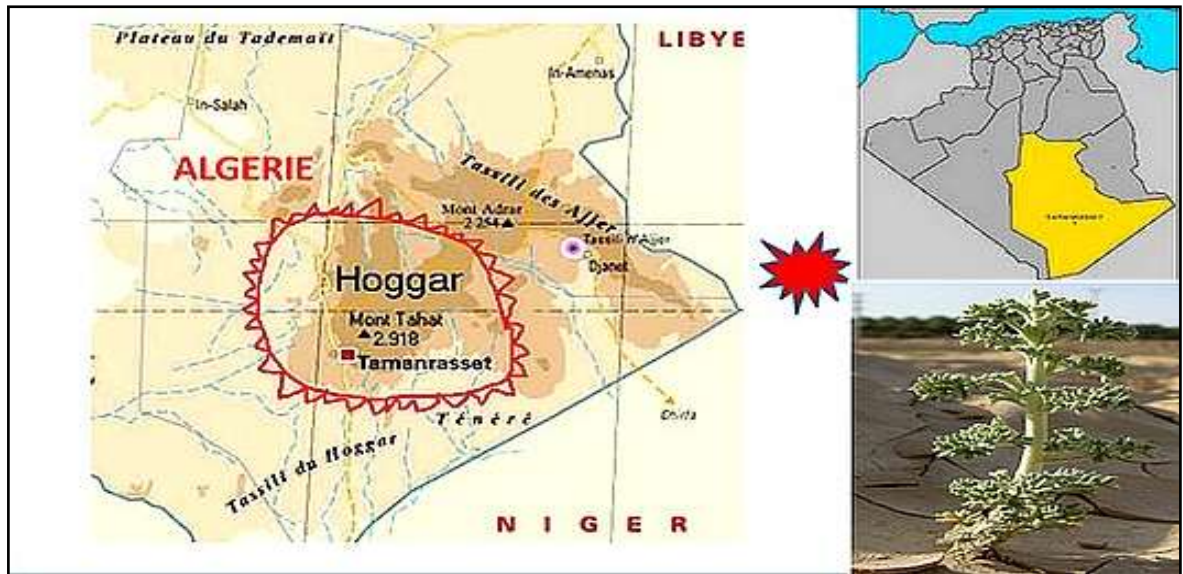 Plateau du Tademaït
LIBYE
In-Amenas
In-Salah
ALGERIE
Tassili des Ajjer
Mont Adrar
2 254
Tassili n'Ajjer
Djanet
Hoggar
Mont Tahat
2.918
Tamanrasset
Ténéré
Tassili du Hoggar
NIGER